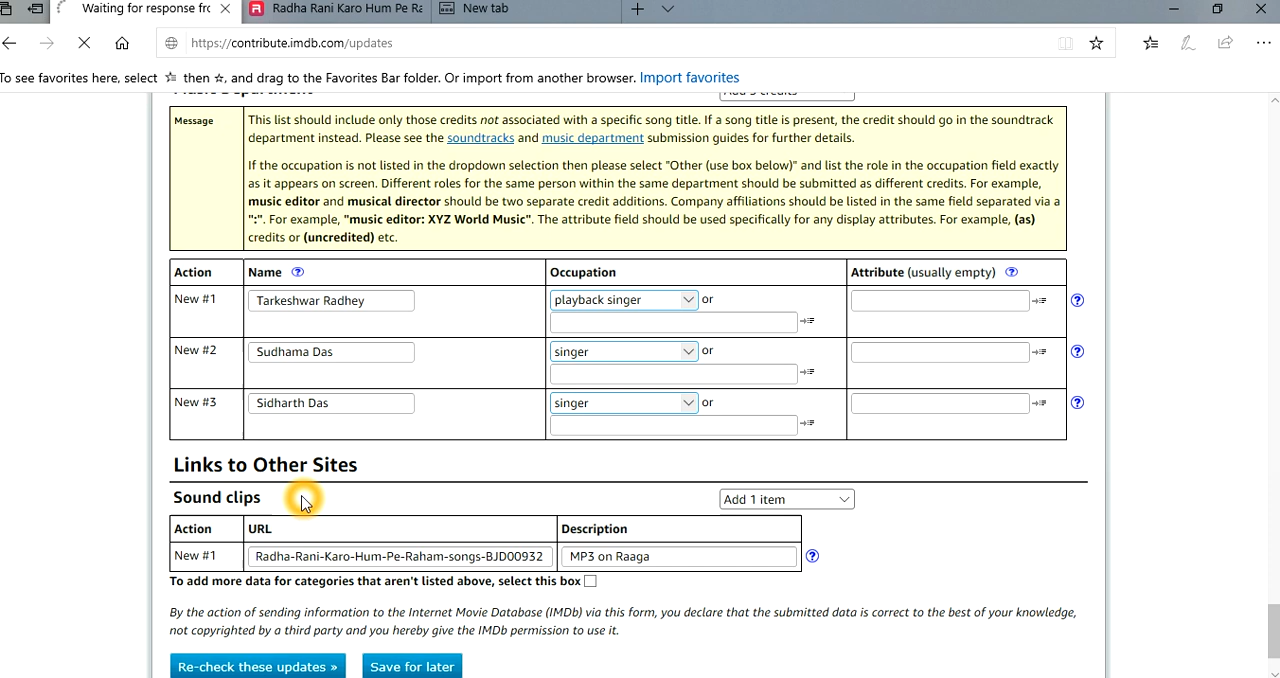 Waiting for response fr
Radha Rani Karo Hum Pe Ra
New tab
https://contribute.imdb.com/updates
To see favorites here, select then ☆, and drag to the Favorites Bar folder. Or import from another browser. Import favorites
Music Department
Add 3 credits
Message
This list should include only those credits not associated with a specific song title. If a song title is present, the credit should go in the soundtrack
department instead. Please see the soundtracks and music department submission guides for further details.
If the occupation is not listed in the dropdown selection then please select "Other (use box below)" and list the role in the occupation field exactly
as it appears on screen. Different roles for the same person within the same department should be submitted as different credits. For example,
music editor and musical director should be two separate credit additions. Company affiliations should be listed in the same field separated via a
":". For example, "music editor: XYZ World Music". The attribute field should be used specifically for any display attributes. For example, (as)
credits or (uncredited) etc.
Action Name ? Occupation Attribute (usually empty) ?
New #1 Tarkeshwar Radhey playback singer or ?
New #2 Sudhama Das singer or ?
New #3 Sidharth Das singer or ?
Links to Other Sites
Sound clips Add 1 item
Action URL Description
New #1 Radha-Rani-Karo-Hum-Pe-Raham-songs-BJD00932 MP3 on Raaga ?
To add more data for categories that aren't listed above, select this box
By the action of sending information to the Internet Movie Database (IMDb) via this form, you declare that the submitted data is correct to the best of your knowledge,
not copyrighted by a third party and you hereby give the IMDb permission to use it.
Re-check these updates » Save for later